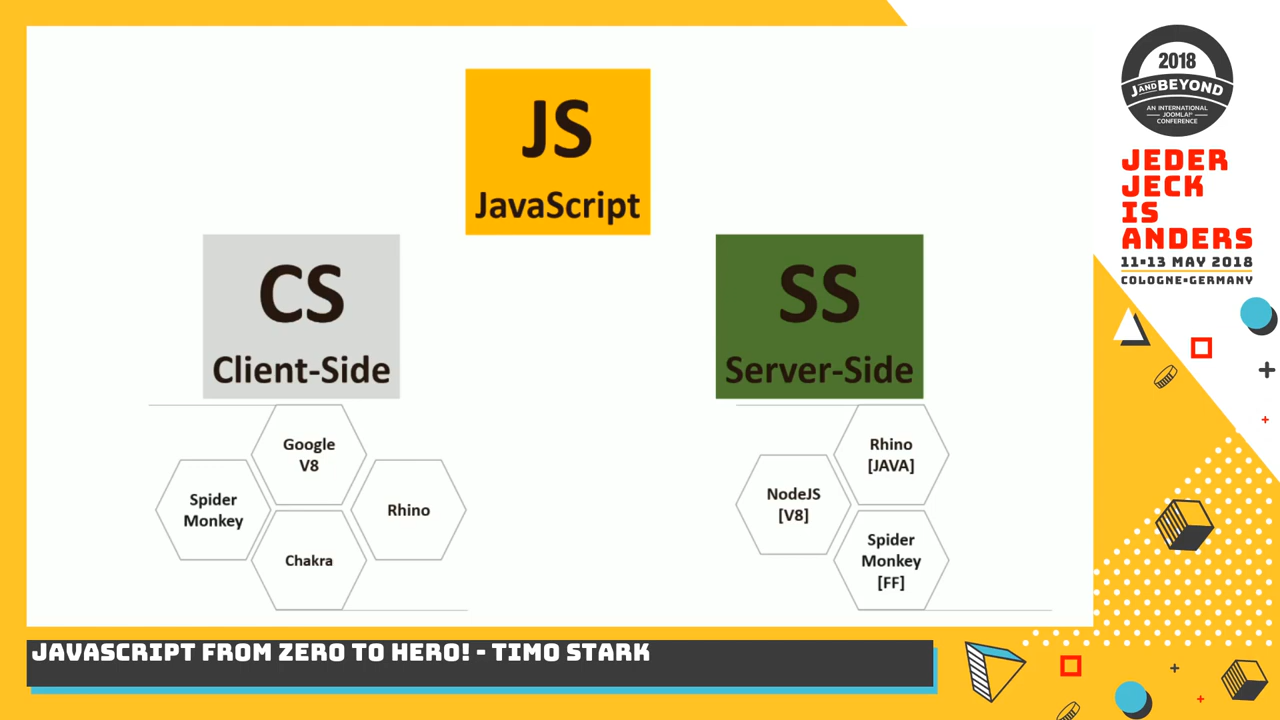 JS
JavaScript
CS
Client-Side
SS
Server-Side
Google
V8
Spider
Monkey
Rhino
Chakra
Rhino
[JAVA]
NodeJS
[V8]
Spider
Monkey
[FF]
2018
JANDBEYOND
AN INTERNATIONAL
JOOMLA!®
CONFERENCE
JEDER
JECK
IS
ANDERS
11▪13 MAY 2018
COLOGNE▪GERMANY
JAVASCRIPT FROM ZERO TO HERO! - TIMO STARK